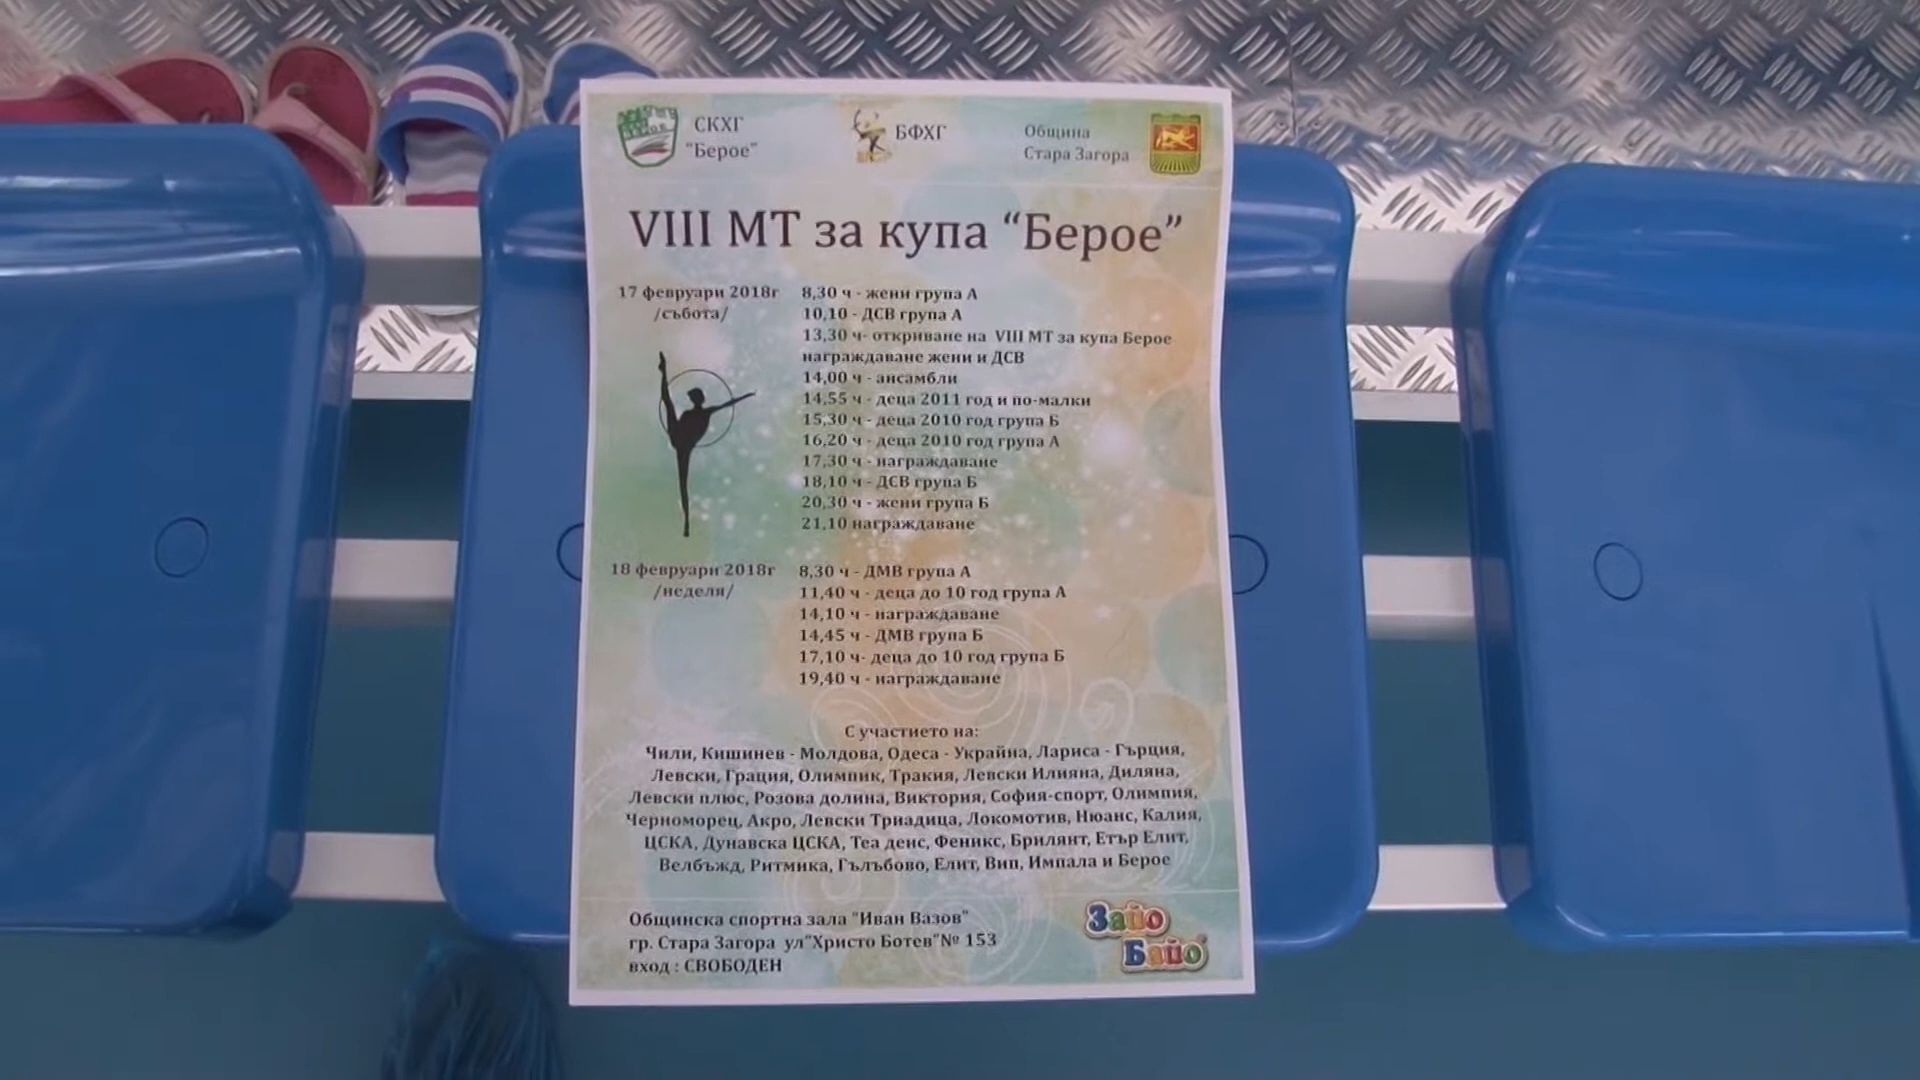 СКХГ
"Берое"
БФХГ
Община
Стара Загора
VIII МТ за купа “Берое”
17 февруари 2018г
/събота/
8,30 ч - жени група А
10,10 - ДСВ група А
13,30 ч- откриване на VIII МТ за купа Берое
награждаване жени и ДСВ
14,00 ч - ансамбли
14,55 ч - деца 2011 год и по-малки
15,30 ч - деца 2010 год група Б
16,20 ч - деца 2010 год група А
17,30 ч - награждаване
18,10 ч - ДСВ група Б
20,30 ч - жени група Б
21,10 награждаване
18 февруари 2018г
/неделя/
8,30 ч - ДМВ група А
11,40 ч - деца до 10 год група А
14,10 ч - награждаване
14,45 ч - ДМВ група Б
17,10 ч- деца до 10 год група Б
19,40 ч - награждаване
С участието на:
Чили, Кишинев - Молдова, Одеса - Украйна, Лариса - Гърция,
Левски, Грация, Олимпик, Тракия, Левски Илияна, Диляна,
Левски плюс, Розова долина, Виктория, София-спорт, Олимпия,
Черноморец, Акро, Левски Триадица, Локомотив, Нюанс, Калия,
ЦСКА, Дунавска ЦСКА, Теа денс, Феникс, Брилянт, Етър Елит,
Велбъжд, Ритмика, Гълъбово, Елит, Вип, Импала и Берое
Общинска спортна зала "Иван Вазов"
гр. Стара Загора ул"Христо Ботев"№ 153
вход : СВОБОДЕН
Зайо
Байо